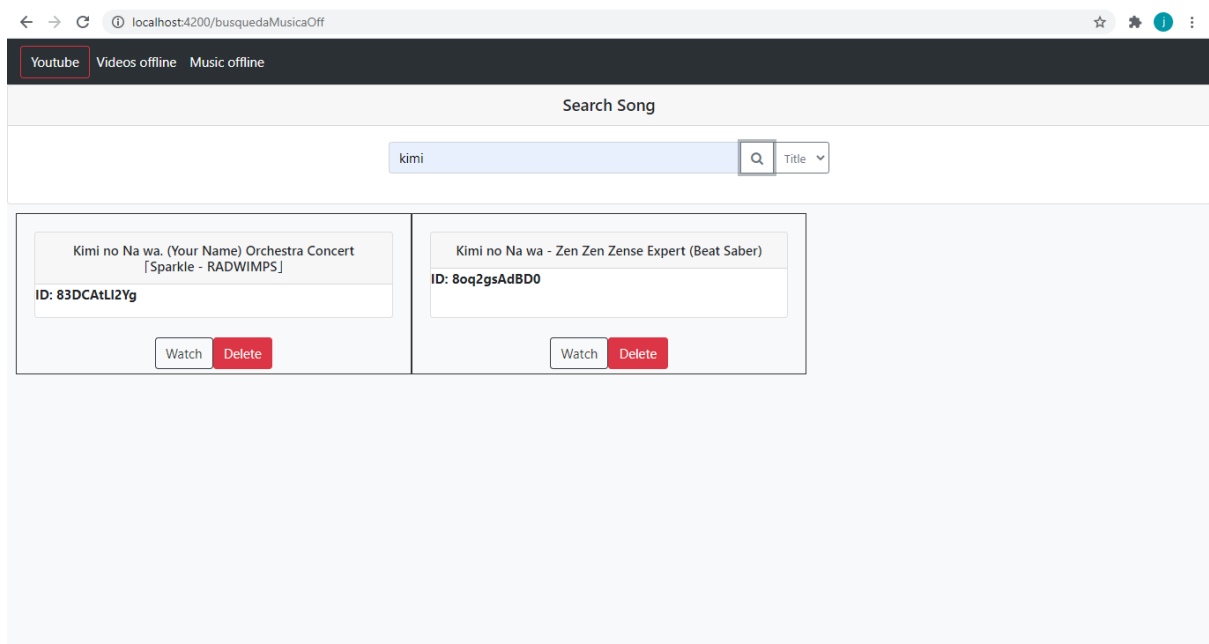 localhost:4200/busquedaMusicaOff
j
Youtube Videos offline Music offline
Search Song
kimi Title
Kimi no Na wa. (Your Name) Orchestra Concert
「Sparkle - RADWIMPS」
ID: 83DCAtLI2Yg
Watch Delete
Kimi no Na wa - Zen Zen Zense Expert (Beat Saber)
ID: 8oq2gsAdBD0
Watch Delete